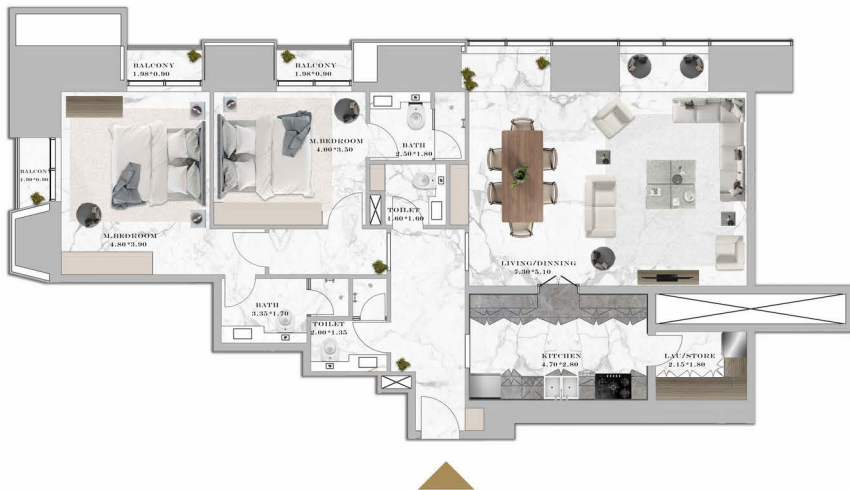 BALCONY
1.98*0.90
BALCONY
1.98*0.90
M.BEDROOM
4.00*3.50
BATH
2.50*1.80
BALCONY
1.90*0.90
TOILET
1.60*1.60
M.BEDROOM
4.80*3.90
LIVING/DINNING
7.30*5.10
BATH
3.35*1.70
TOILET
2.00*1.35
KITCHEN
4.70*2.80
LAU/STORE
2.15*1.80